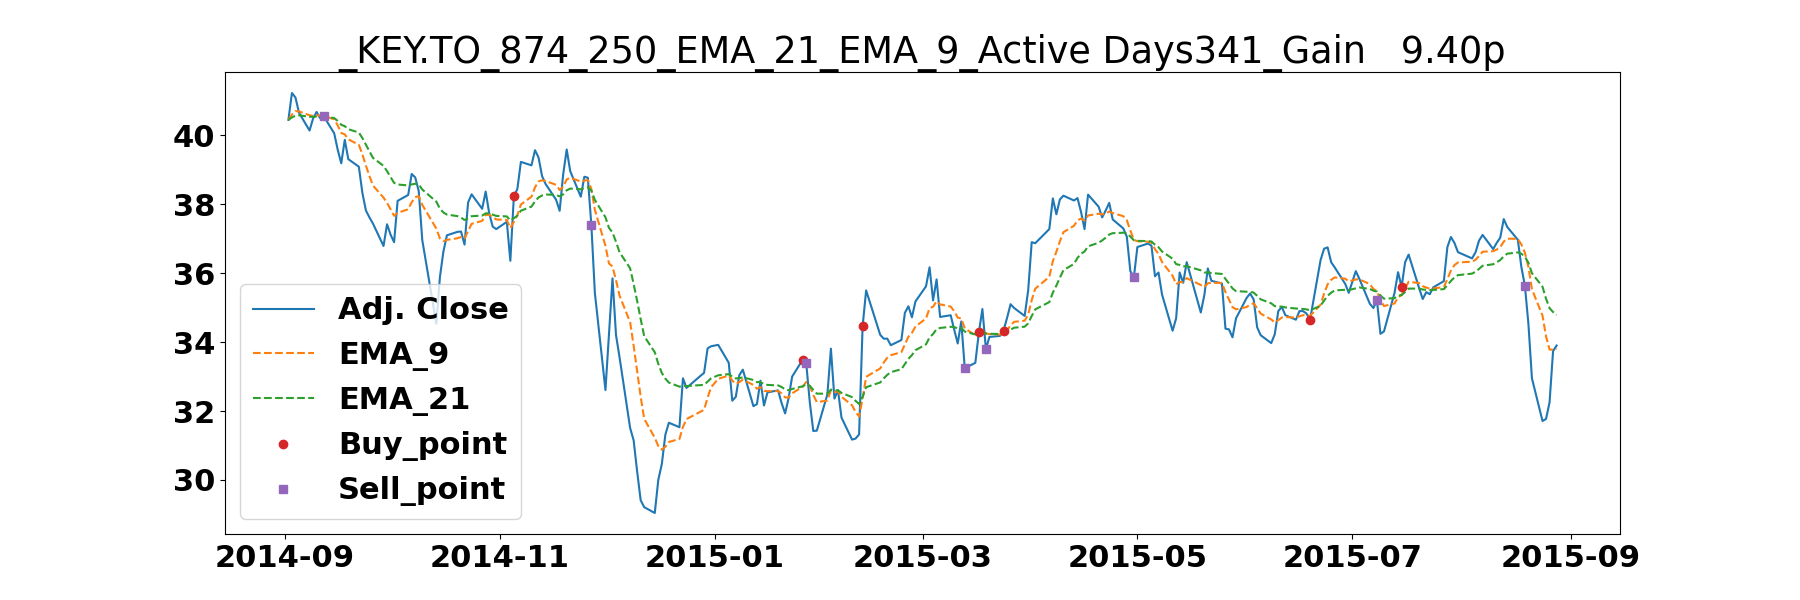 _KEY.TO_874_250_EMA_21_EMA_9_Active Days341_Gain   9.40p
40
38
36
34
32
30
Adj. Close
EMA_9
EMA_21
Buy_point
Sell_point
2014-09 2014-11 2015-01 2015-03 2015-05 2015-07 2015-09